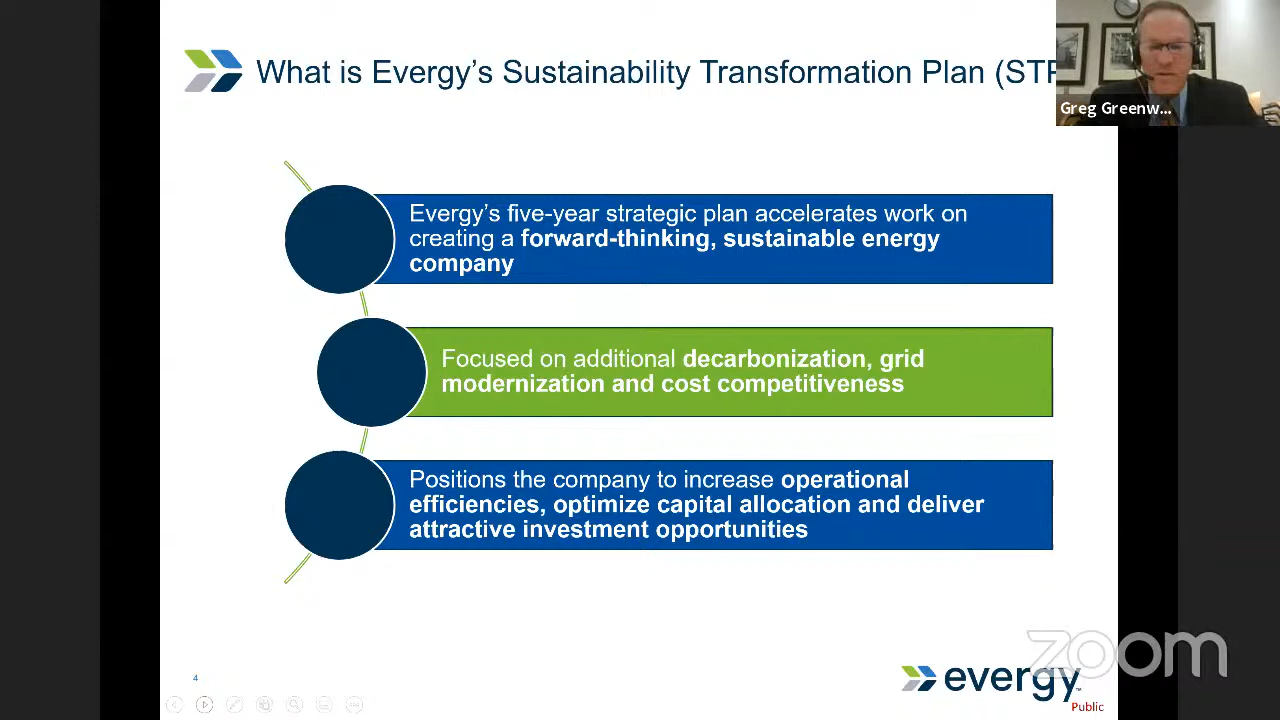 What is Evergy's Sustainability Transformation Plan (STP
Greg Greenw...
Evergy's five-year strategic plan accelerates work on
creating a forward-thinking, sustainable energy
company
Focused on additional decarbonization, grid
modernization and cost competitiveness
Positions the company to increase operational
efficiencies, optimize capital allocation and deliver
attractive investment opportunities
4
zoom
evergy
Public